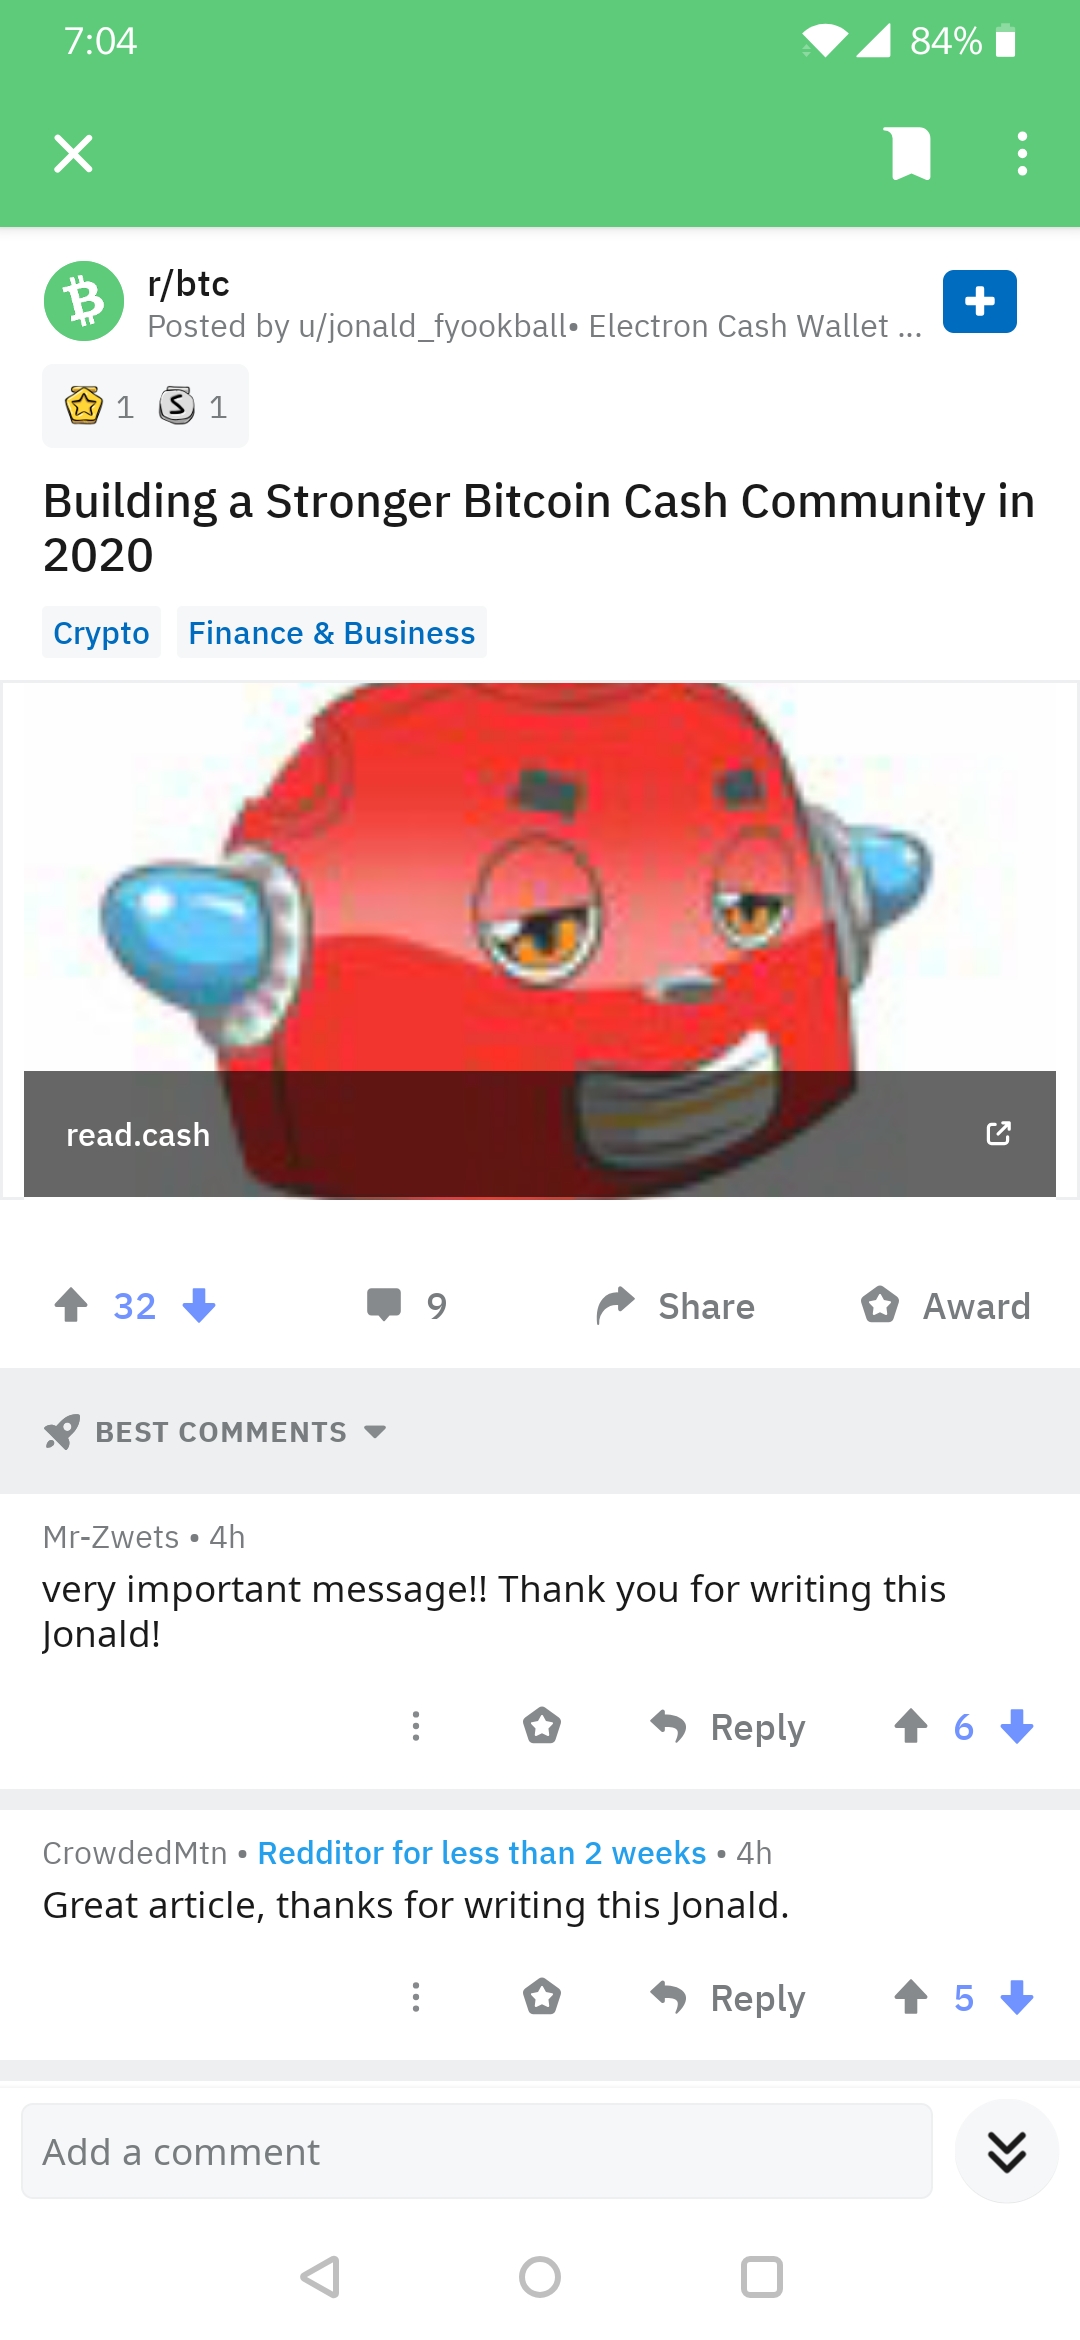 7:04
84%
r/btc
Posted by u/jonald_fyookball• Electron Cash Wallet ...
1 1
Building a Stronger Bitcoin Cash Community in
2020
Crypto Finance & Business
read.cash
32 9 Share Award
BEST COMMENTS
Mr-Zwets • 4h
very important message!! Thank you for writing this
Jonald!
Reply 6
CrowdedMtn • Redditor for less than 2 weeks • 4h
Great article, thanks for writing this Jonald.
Reply 5
Add a comment